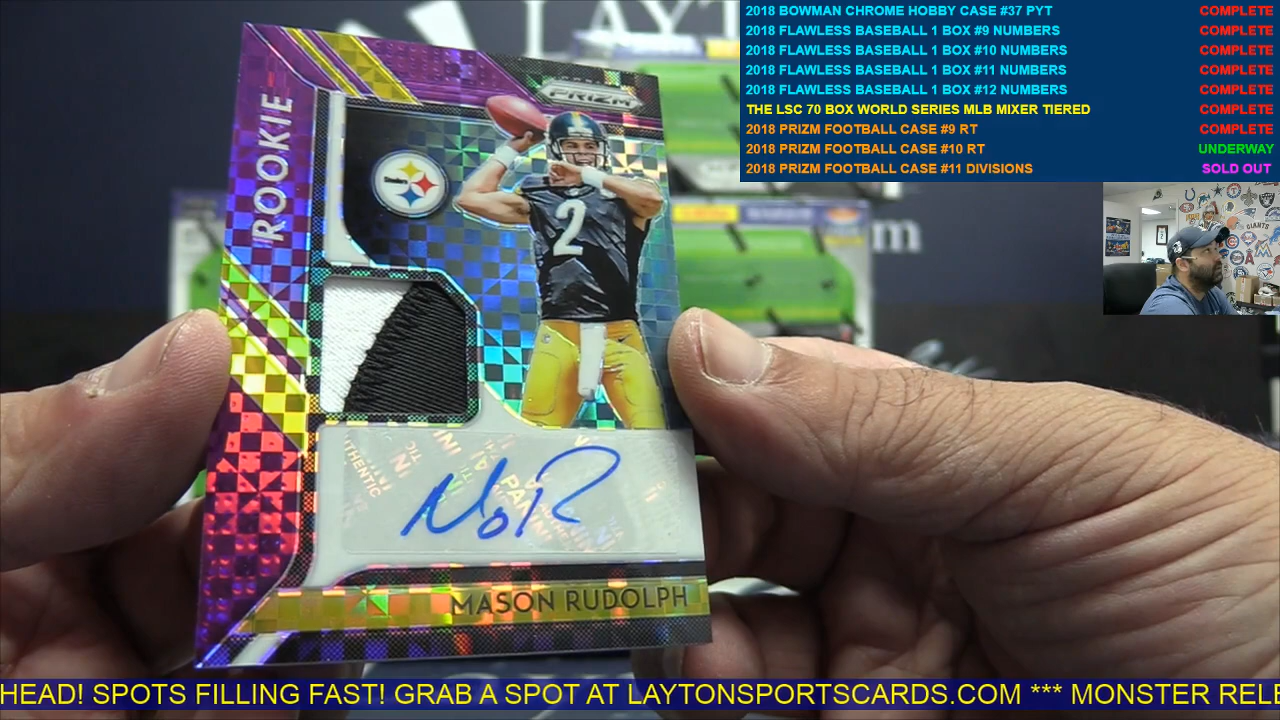 2018 BOWMAN CHROME HOBBY CASE #37 PYT COMPLETE
2018 FLAWLESS BASEBALL 1 BOX #9 NUMBERS COMPLETE
2018 FLAWLESS BASEBALL 1 BOX #10 NUMBERS COMPLETE
2018 FLAWLESS BASEBALL 1 BOX #11 NUMBERS COMPLETE
2018 FLAWLESS BASEBALL 1 BOX #12 NUMBERS COMPLETE
THE LSC 70 BOX WORLD SERIES MLB MIXER TIERED COMPLETE
2018 PRIZM FOOTBALL CASE #9 RT COMPLETE
2018 PRIZM FOOTBALL CASE #10 RT UNDERWAY
2018 PRIZM FOOTBALL CASE #11 DIVISIONS SOLD OUT
PRIZM
ROOKIE
Steelers
2
MASON RUDOLPH
HEAD! SPOTS FILLING FAST! GRAB A SPOT AT LAYTONSPORTSCARDS.COM *** MONSTER RELE